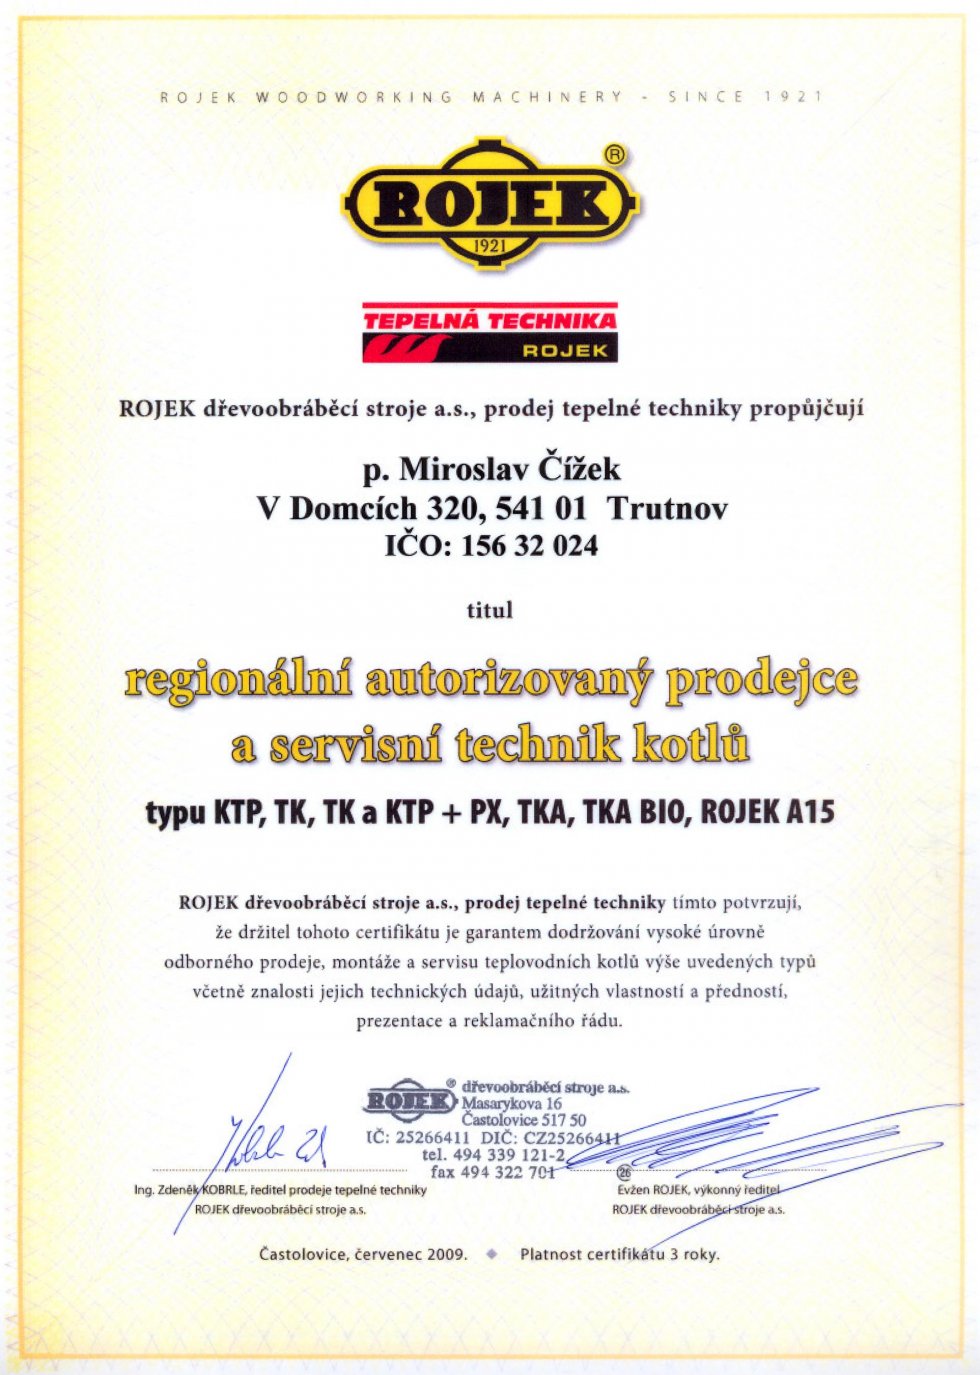 ROJEK WOODWORKING MACHINERY - SINCE 1921
ROJEK ®
1921
TEPELNÁ TECHNIKA
ROJEK
ROJEK dřevoobráběcí stroje a.s., prodej tepelné techniky propůjčují
p. Miroslav Čížek
V Domcích 320, 541 01 Trutnov
IČO: 156 32 024
titul
regionální autorizovaný prodejce
a servisní technik kotlů
typu KTP, TK, TK a KTP + PX, TKA, TKA BIO, ROJEK A15
ROJEK dřevoobráběcí stroje a.s., prodej tepelné techniky tímto potvrzují,
že držitel tohoto certifikátu je garantem dodržování vysoké úrovně
odborného prodeje, montáže a servisu teplovodních kotlů výše uvedených typů
včetně znalosti jejich technických údajů, užitných vlastností a předností,
prezentace a reklamačního řádu.
ROJEK ® dřevoobráběcí stroje a.s.
Masarykova 16
Častolovice 517 50
IČ: 25266411 DIČ: CZ25266411
tel. 494 339 121-2
fax 494 322 701
26
Ing. Zdeněk KOBRLE, ředitel prodeje tepelné techniky
ROJEK dřevoobráběcí stroje a.s.
Evžen ROJEK, výkonný ředitel
ROJEK dřevoobráběcí stroje a.s.
Častolovice, červenec 2009. ◆ Platnost certifikátu 3 roky.